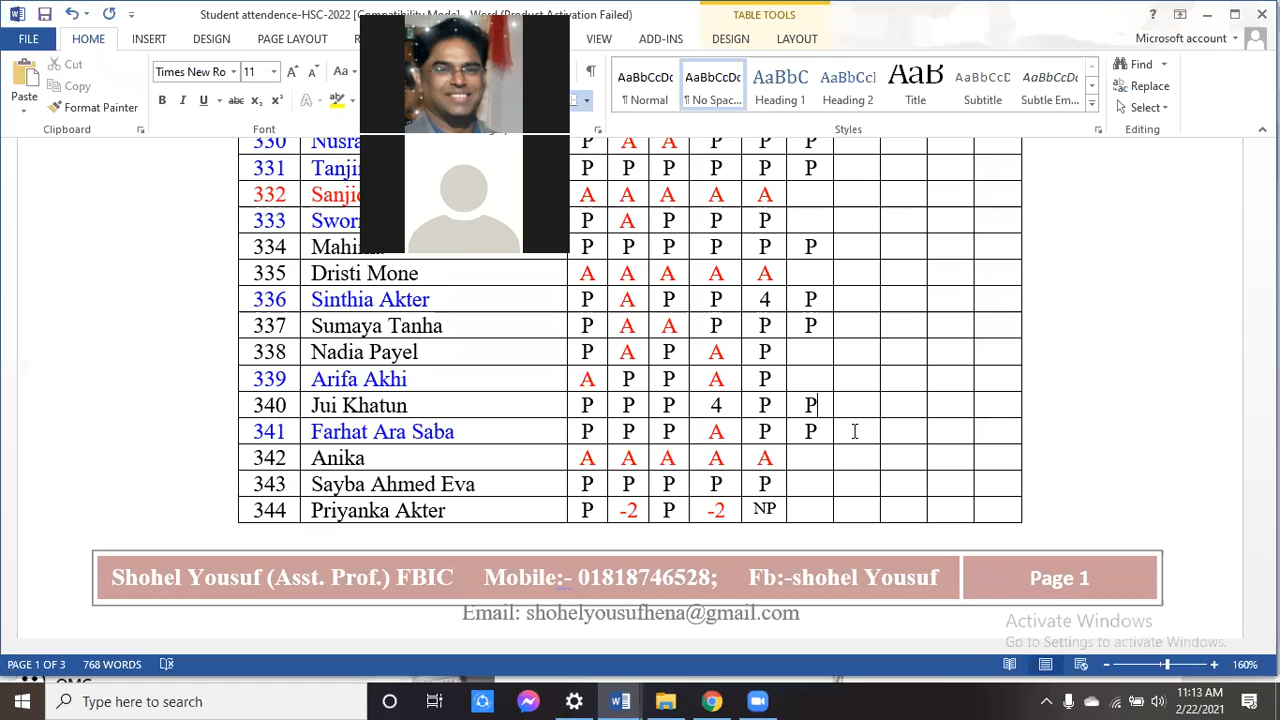 Student attendence-HSC-2022 [Compatibility Mode] - Word (Product Activation Failed)
TABLE TOOLS
FILE HOME INSERT DESIGN PAGE LAYOUT VIEW ADD-INS DESIGN LAYOUT Microsoft account
Cut
Copy
Format Painter
Paste
Clipboard
Times New Ro 11
Font
AaBbCcDc AaBbCcDc AaBbC AaBbCc AaB AaBbCcD AaBbCcDc
¶ Normal ¶ No Spac... Heading 1 Heading 2 Title Subtitle Subtle Em...
Styles
Find
Replace
Select
Editing
330 P A A P P P
331 P P P P P P
332 A A A A A
333 P A P P P
334 P P P P P P
335 Dristi Mone A A A A A
336 Sinthia Akter P A P P 4 P
337 Sumaya Tanha P A A P P P
338 Nadia Payel P A P A P
339 Arifa Akhi A P P A P
340 Jui Khatun P P P 4 P P
341 Farhat Ara Saba P P P A P P
342 Anika A A A A A
343 Sayba Ahmed Eva P P P P P
344 Priyanka Akter P -2 P -2 NP
Shohel Yousuf (Asst. Prof.) FBIC Mobile:- 01818746528; Fb:-shohel Yousuf Page 1
Email: shohelyousufhena@gmail.com
Activate Windows
Go to Settings to activate Windows.
PAGE 1 OF 3 768 WORDS 160%
Type here to search
11:13 AM
2/22/2021